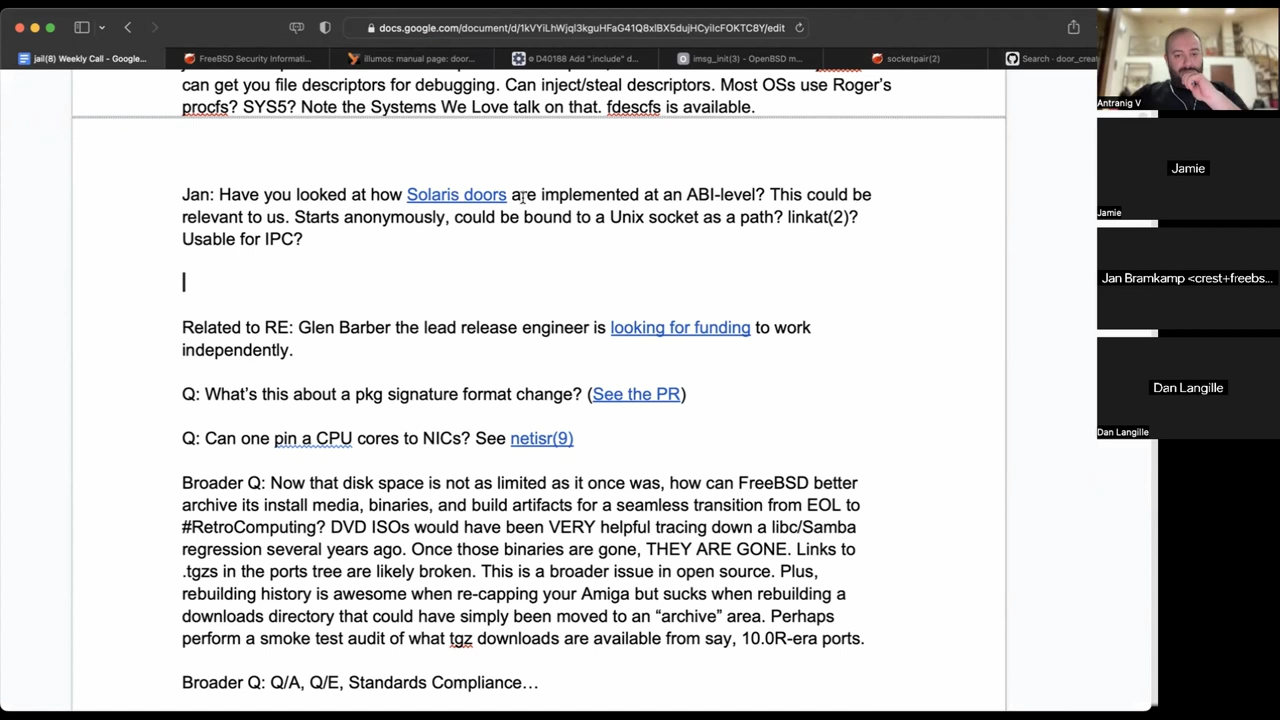 docs.google.com/document/d/1kVYiLhWjql3kguHFaG41Q8xlBX5dujHCyilcFOKTC8Y/edit
jail(8) Weekly Call - Google...
FreeBSD Security Informati...
illumos: manual page: door...
D40188 Add ".include" d...
imsg_init(3) - OpenBSD m...
socketpair(2)
Search · door_creat
can get you file descriptors for debugging. Can inject/steal descriptors. Most OSs use Roger's
procfs? SYS5? Note the Systems We Love talk on that. fdescfs is available.
Jan: Have you looked at how Solaris doors are implemented at an ABI-level? This could be
relevant to us. Starts anonymously, could be bound to a Unix socket as a path? linkat(2)?
Usable for IPC?
Related to RE: Glen Barber the lead release engineer is looking for funding to work
independently.
Q: What's this about a pkg signature format change? (See the PR)
Q: Can one pin a CPU cores to NICs? See netisr(9)
Broader Q: Now that disk space is not as limited as it once was, how can FreeBSD better
archive its install media, binaries, and build artifacts for a seamless transition from EOL to
#RetroComputing? DVD ISOs would have been VERY helpful tracing down a libc/Samba
regression several years ago. Once those binaries are gone, THEY ARE GONE. Links to
.tgzs in the ports tree are likely broken. This is a broader issue in open source. Plus,
rebuilding history is awesome when re-capping your Amiga but sucks when rebuilding a
downloads directory that could have simply been moved to an “archive” area. Perhaps
perform a smoke test audit of what tgz downloads are available from say, 10.0R-era ports.
Broader Q: Q/A, Q/E, Standards Compliance…
Antranig V
Jamie
Jamie
Jan Bramkamp <crest+freebs...
Dan Langille
Dan Langille